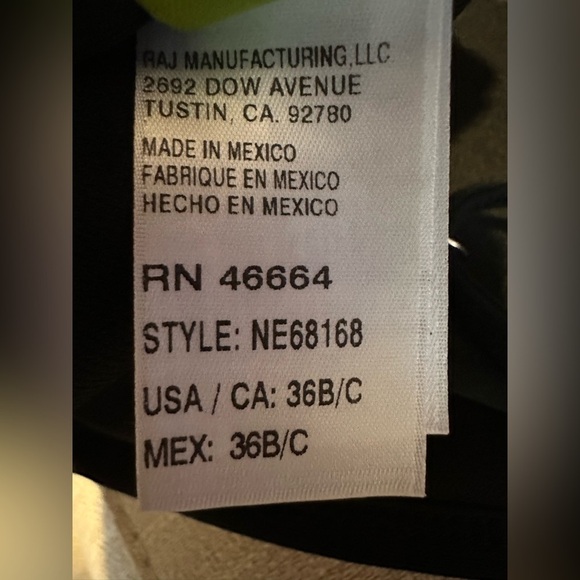 RAJ MANUFACTURING,LLC
2692 DOW AVENUE
TUSTIN, CA. 92780
MADE IN MEXICO
FABRIQUE EN MEXICO
HECHO EN MEXICO
RN 46664
STYLE: NE68168
USA / CA: 36B/C
MEX: 36B/C